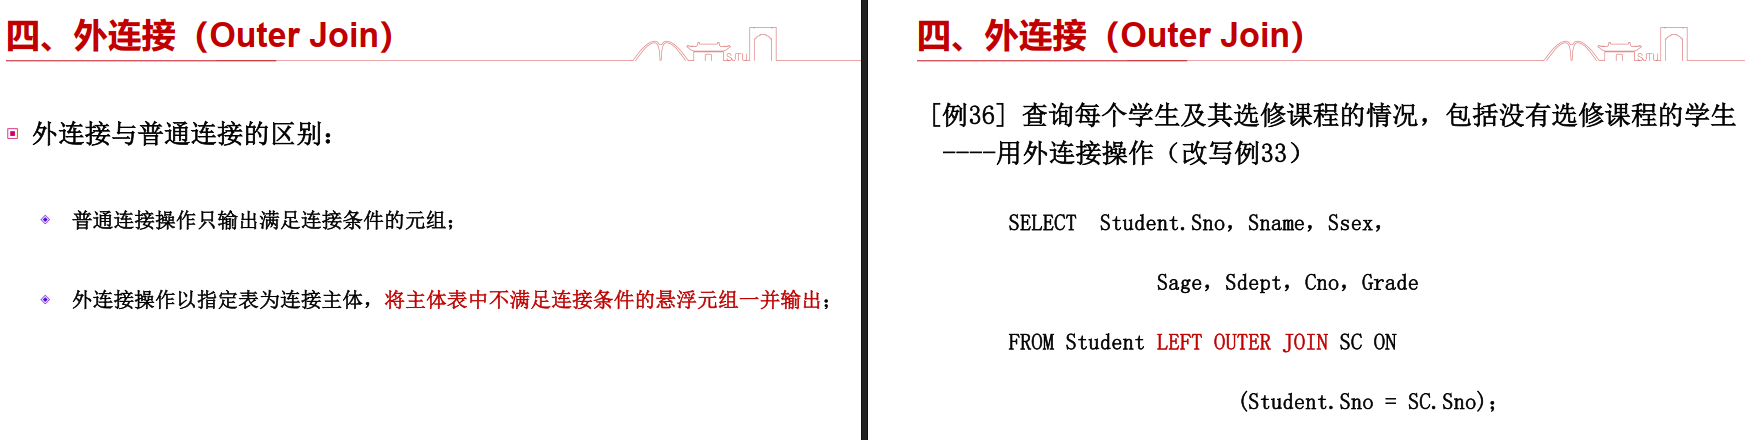 四、外连接（Outer Join）
外连接与普通连接的区别：
普通连接操作只输出满足连接条件的元组；
外连接操作以指定表为连接主体，将主体表中不满足连接条件的悬浮元组一并输出；
四、外连接（Outer Join）
[例36] 查询每个学生及其选修课程的情况，包括没有选修课程的学生
----用外连接操作（改写例33）
SELECT Student.Sno，Sname，Ssex，
Sage，Sdept，Cno，Grade
FROM Student LEFT OUTER JOIN SC ON
(Student.Sno = SC.Sno)；